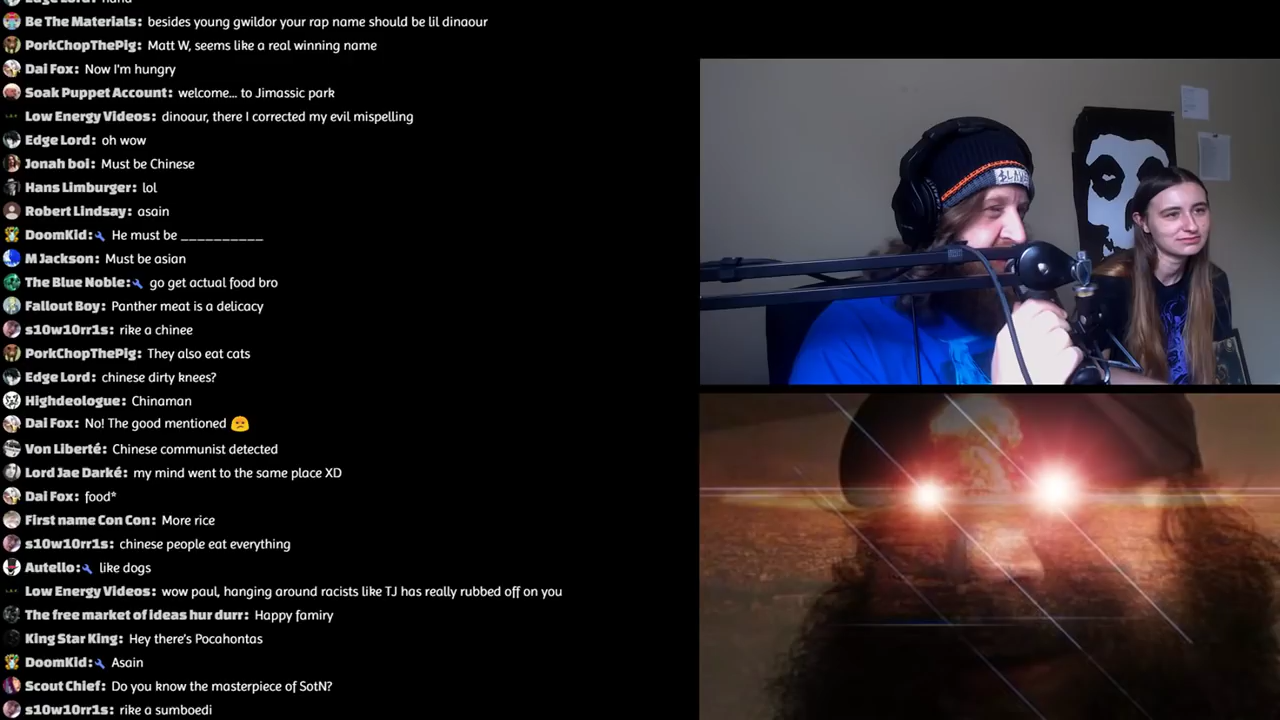 Edge Lord: haha
Be The Materials: besides young gwildor your rap name should be lil dinaour
PorkChopThePig: Matt W, seems like a real winning name
Dai Fox: Now I'm hungry
Soak Puppet Account: welcome... to Jimassic park
Low Energy Videos: dinoaur, there I corrected my evil mispelling
Edge Lord: oh wow
Jonah boi: Must be Chinese
Hans Limburger: lol
Robert Lindsay: asain
DoomKid: He must be __________
M Jackson: Must be asian
The Blue Noble: go get actual food bro
Fallout Boy: Panther meat is a delicacy
s10w10rr1s: rike a chinee
PorkChopThePig: They also eat cats
Edge Lord: chinese dirty knees?
Highdeologue: Chinaman
Dai Fox: No! The good mentioned 😠
Von Liberté: Chinese communist detected
Lord Jae Darké: my mind went to the same place XD
Dai Fox: food*
First name Con Con: More rice
s10w10rr1s: chinese people eat everything
Autello: like dogs
Low Energy Videos: wow paul, hanging around racists like TJ has really rubbed off on you
The free market of ideas hur durr: Happy famiry
King Star King: Hey there's Pocahontas
DoomKid: Asain
Scout Chief: Do you know the masterpiece of SotN?
s10w10rr1s: rike a sumboedi